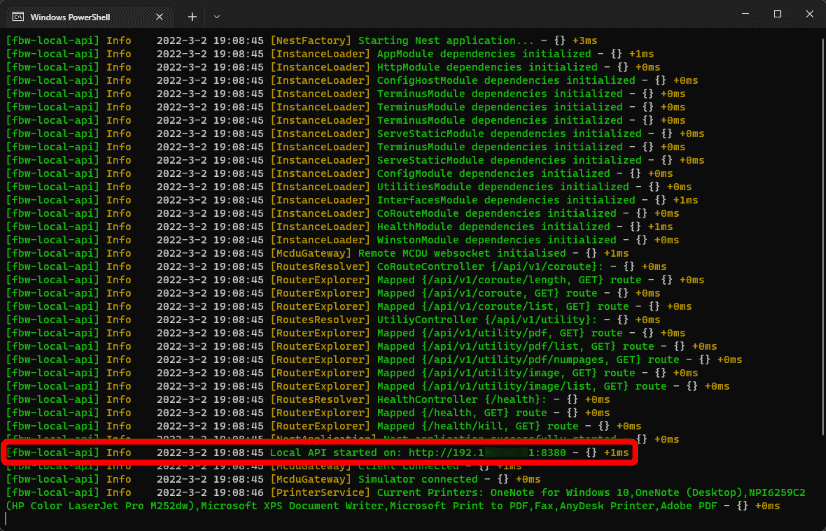 Windows PowerShell
[fbw-local-api] Info 2022-3-2 19:08:45 [NestFactory] Starting Nest application... - {} +3ms
[fbw-local-api] Info 2022-3-2 19:08:45 [InstanceLoader] AppModule dependencies initialized - {} +1ms
[fbw-local-api] Info 2022-3-2 19:08:45 [InstanceLoader] HttpModule dependencies initialized - {} +0ms
[fbw-local-api] Info 2022-3-2 19:08:45 [InstanceLoader] ConfigHostModule dependencies initialized - {} +0ms
[fbw-local-api] Info 2022-3-2 19:08:45 [InstanceLoader] TerminusModule dependencies initialized - {} +0ms
[fbw-local-api] Info 2022-3-2 19:08:45 [InstanceLoader] TerminusModule dependencies initialized - {} +0ms
[fbw-local-api] Info 2022-3-2 19:08:45 [InstanceLoader] TerminusModule dependencies initialized - {} +0ms
[fbw-local-api] Info 2022-3-2 19:08:45 [InstanceLoader] ServeStaticModule dependencies initialized - {} +0ms
[fbw-local-api] Info 2022-3-2 19:08:45 [InstanceLoader] TerminusModule dependencies initialized - {} +0ms
[fbw-local-api] Info 2022-3-2 19:08:45 [InstanceLoader] ServeStaticModule dependencies initialized - {} +0ms
[fbw-local-api] Info 2022-3-2 19:08:45 [InstanceLoader] ConfigModule dependencies initialized - {} +0ms
[fbw-local-api] Info 2022-3-2 19:08:45 [InstanceLoader] UtilitiesModule dependencies initialized - {} +0ms
[fbw-local-api] Info 2022-3-2 19:08:45 [InstanceLoader] InterfacesModule dependencies initialized - {} +1ms
[fbw-local-api] Info 2022-3-2 19:08:45 [InstanceLoader] CoRouteModule dependencies initialized - {} +0ms
[fbw-local-api] Info 2022-3-2 19:08:45 [InstanceLoader] HealthModule dependencies initialized - {} +1ms
[fbw-local-api] Info 2022-3-2 19:08:45 [InstanceLoader] WinstonModule dependencies initialized - {} +0ms
[fbw-local-api] Info 2022-3-2 19:08:45 [McduGateway] Remote MCDU websocket initialised - {} +1ms
[fbw-local-api] Info 2022-3-2 19:08:45 [RoutesResolver] CoRouteController {/api/v1/coroute}: - {} +0ms
[fbw-local-api] Info 2022-3-2 19:08:45 [RouterExplorer] Mapped {/api/v1/coroute/length, GET} route - {} +0ms
[fbw-local-api] Info 2022-3-2 19:08:45 [RouterExplorer] Mapped {/api/v1/coroute, GET} route - {} +0ms
[fbw-local-api] Info 2022-3-2 19:08:45 [RouterExplorer] Mapped {/api/v1/coroute/list, GET} route - {} +0ms
[fbw-local-api] Info 2022-3-2 19:08:45 [RoutesResolver] UtiliyController {/api/v1/utility}: - {} +0ms
[fbw-local-api] Info 2022-3-2 19:08:45 [RouterExplorer] Mapped {/api/v1/utility/pdf, GET} route - {} +0ms
[fbw-local-api] Info 2022-3-2 19:08:45 [RouterExplorer] Mapped {/api/v1/utility/pdf/list, GET} route - {} +0ms
[fbw-local-api] Info 2022-3-2 19:08:45 [RouterExplorer] Mapped {/api/v1/utility/pdf/numpages, GET} route - {} +0ms
[fbw-local-api] Info 2022-3-2 19:08:45 [RouterExplorer] Mapped {/api/v1/utility/image, GET} route - {} +0ms
[fbw-local-api] Info 2022-3-2 19:08:45 [RouterExplorer] Mapped {/api/v1/utility/image/list, GET} route - {} +0ms
[fbw-local-api] Info 2022-3-2 19:08:45 [RoutesResolver] HealthController {/health}: - {} +0ms
[fbw-local-api] Info 2022-3-2 19:08:45 [RouterExplorer] Mapped {/health, GET} route - {} +0ms
[fbw-local-api] Info 2022-3-2 19:08:45 [RouterExplorer] Mapped {/health/kill, GET} route - {} +0ms
[fbw-local-api] Info 2022-3-2 19:08:45 [NestApplication] Nest application successfully started - {} +0ms
[fbw-local-api] Info 2022-3-2 19:08:45 Local API started on: http://192.1 1:8380 - {} +1ms
[fbw-local-api] Info 2022-3-2 19:08:45 [McduGateway] Client connected - {} +1ms
[fbw-local-api] Info 2022-3-2 19:08:45 [McduGateway] Simulator connected - {} +0ms
[fbw-local-api] Info 2022-3-2 19:08:46 [PrinterService] Current Printers: OneNote for Windows 10,OneNote (Desktop),NPI6259C2
(HP Color LaserJet Pro M252dw),Microsoft XPS Document Writer,Microsoft Print to PDF,Fax,AnyDesk Printer,Adobe PDF - {} +0ms